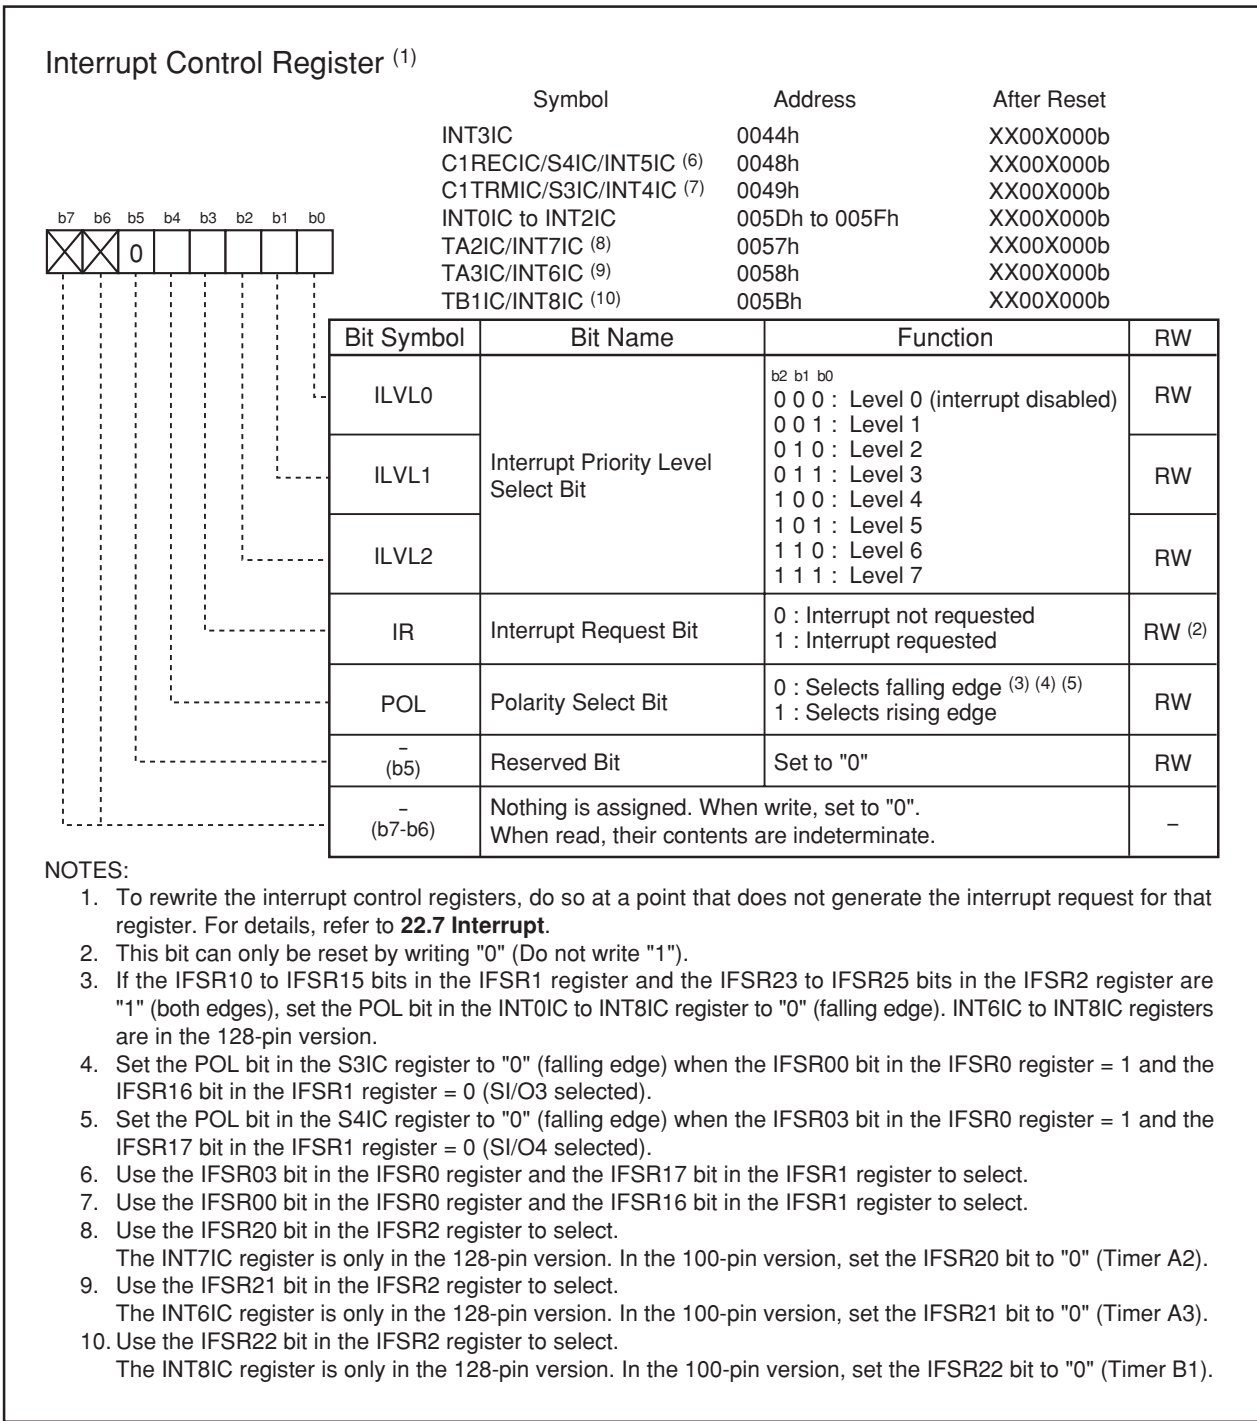 Interrupt Control Register (1)
Symbol Address After Reset
INT3IC 0044h XX00X000b
C1RECIC/S4IC/INT5IC (6) 0048h XX00X000b
C1TRMIC/S3IC/INT4IC (7) 0049h XX00X000b
INT0IC to INT2IC 005Dh to 005Fh XX00X000b
TA2IC/INT7IC (8) 0057h XX00X000b
TA3IC/INT6IC (9) 0058h XX00X000b
TB1IC/INT8IC (10) 005Bh XX00X000b
b7 b6 b5 b4 b3 b2 b1 b0
0
Bit Symbol Bit Name Function RW
ILVL0 RW
ILVL1 RW
ILVL2 RW
Interrupt Priority Level
Select Bit
b2 b1 b0
0 0 0 : Level 0 (interrupt disabled)
0 0 1 : Level 1
0 1 0 : Level 2
0 1 1 : Level 3
1 0 0 : Level 4
1 0 1 : Level 5
1 1 0 : Level 6
1 1 1 : Level 7
IR Interrupt Request Bit 0 : Interrupt not requested RW (2)
1 : Interrupt requested
POL Polarity Select Bit 0 : Selects falling edge (3) (4) (5) RW
1 : Selects rising edge
–
(b5) Reserved Bit Set to "0" RW
–
(b7-b6)
Nothing is assigned. When write, set to "0".
When read, their contents are indeterminate.
–
NOTES:
1. To rewrite the interrupt control registers, do so at a point that does not generate the interrupt request for that
register. For details, refer to 22.7 Interrupt.
2. This bit can only be reset by writing "0" (Do not write "1").
3. If the IFSR10 to IFSR15 bits in the IFSR1 register and the IFSR23 to IFSR25 bits in the IFSR2 register are
"1" (both edges), set the POL bit in the INT0IC to INT8IC register to "0" (falling edge). INT6IC to INT8IC registers
are in the 128-pin version.
4. Set the POL bit in the S3IC register to "0" (falling edge) when the IFSR00 bit in the IFSR0 register = 1 and the
IFSR16 bit in the IFSR1 register = 0 (SI/O3 selected).
5. Set the POL bit in the S4IC register to "0" (falling edge) when the IFSR03 bit in the IFSR0 register = 1 and the
IFSR17 bit in the IFSR1 register = 0 (SI/O4 selected).
6. Use the IFSR03 bit in the IFSR0 register and the IFSR17 bit in the IFSR1 register to select.
7. Use the IFSR00 bit in the IFSR0 register and the IFSR16 bit in the IFSR1 register to select.
8. Use the IFSR20 bit in the IFSR2 register to select.
The INT7IC register is only in the 128-pin version. In the 100-pin version, set the IFSR20 bit to "0" (Timer A2).
9. Use the IFSR21 bit in the IFSR2 register to select.
The INT6IC register is only in the 128-pin version. In the 100-pin version, set the IFSR21 bit to "0" (Timer A3).
10. Use the IFSR22 bit in the IFSR2 register to select.
The INT8IC register is only in the 128-pin version. In the 100-pin version, set the IFSR22 bit to "0" (Timer B1).